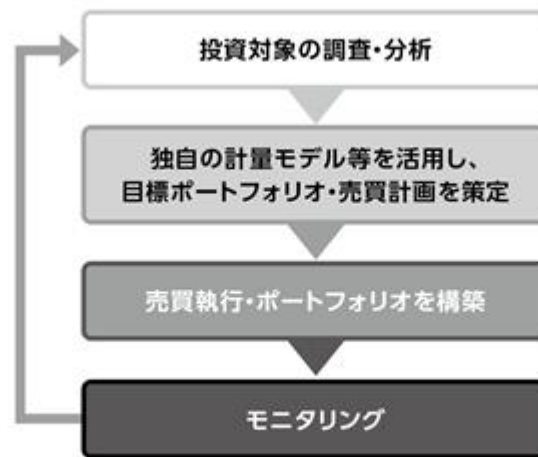 投資対象の調査・分析
独自の計量モデル等を活用し、
目標ポートフォリオ・売買計画を策定
売買執行・ポートフォリオを構築
モニタリング